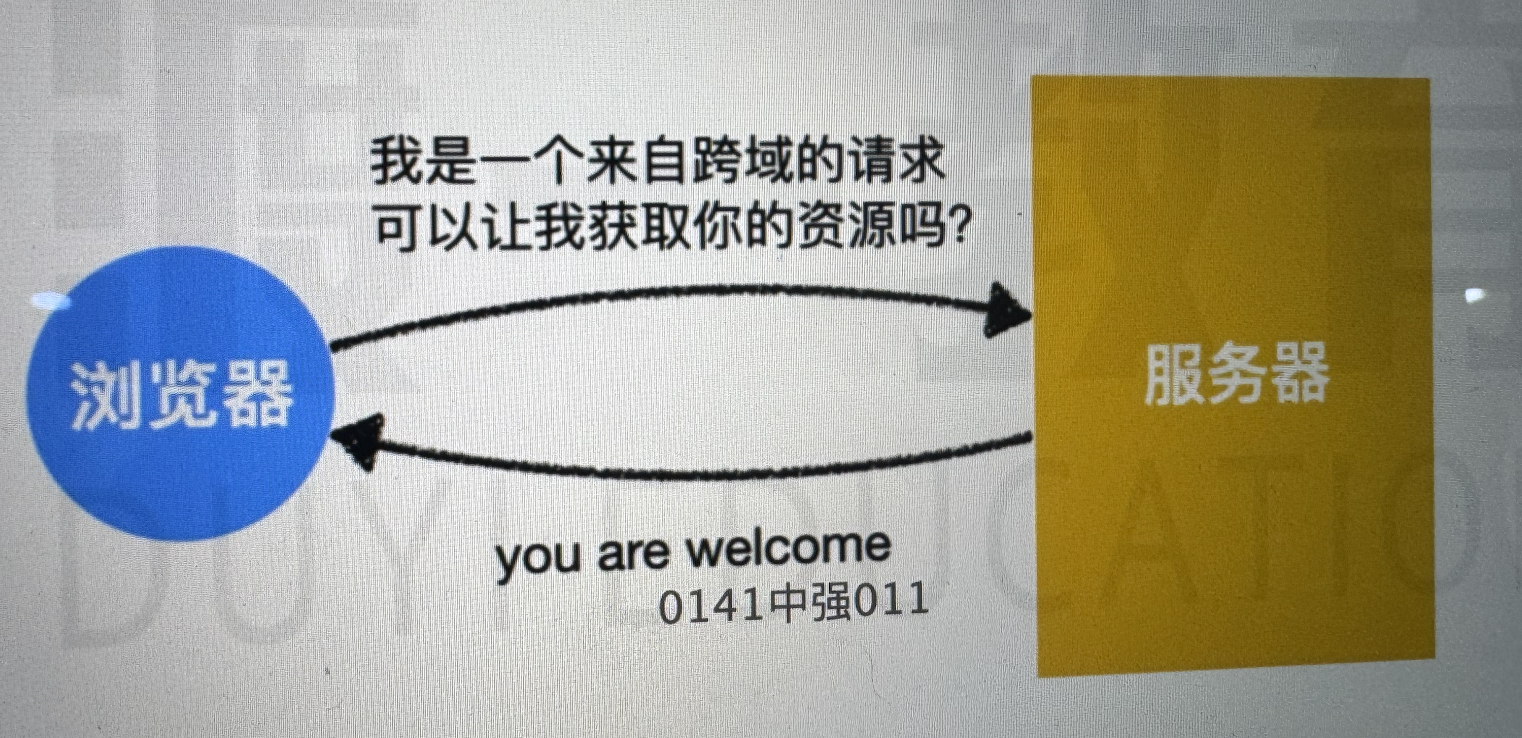 我是一个来自跨域的请求
可以让我获取你的资源吗?
浏览器
服务器
you are welcome
0141中强011
DUYI EDUCATIO